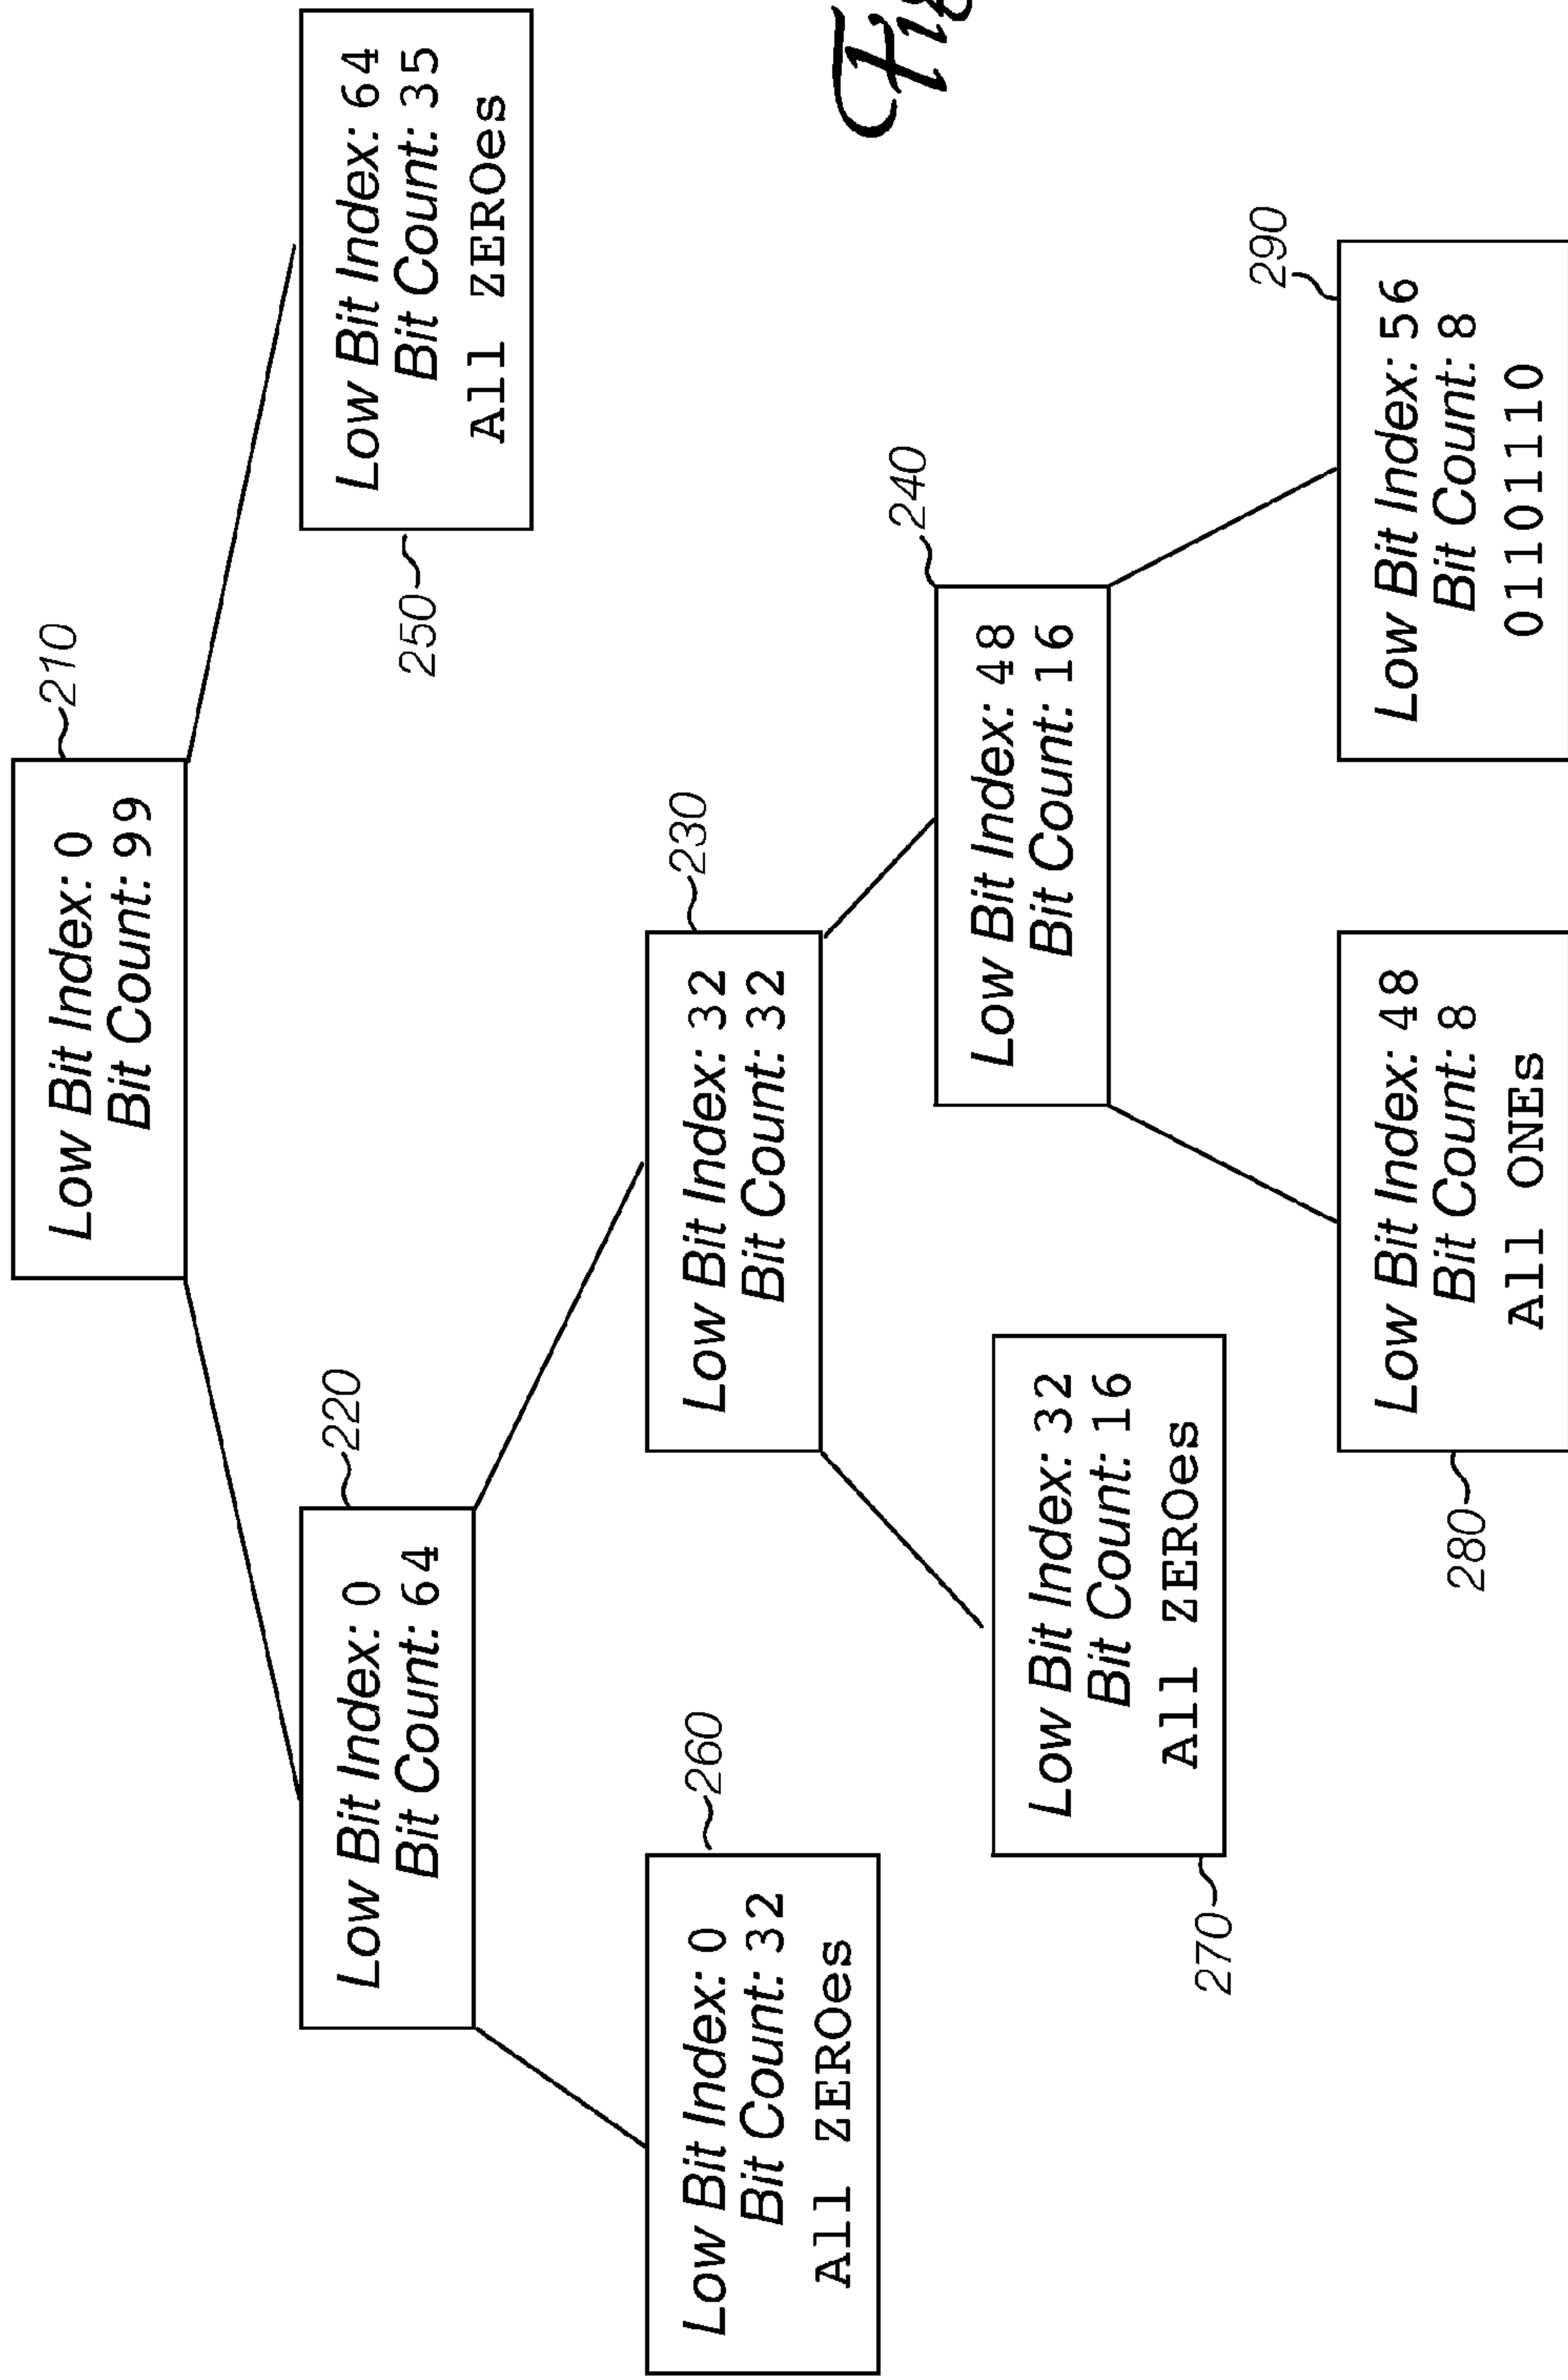 210
Low Bit Index: 0
Bit Count: 99
220
Low Bit Index: 0
Bit Count: 64
250
Low Bit Index: 64
Bit Count: 35
All ZEROes
260
Low Bit Index: 0
Bit Count: 32
All ZEROes
230
Low Bit Index: 32
Bit Count: 32
270
Low Bit Index: 32
Bit Count: 16
All ZEROes
240
Low Bit Index: 48
Bit Count: 16
280
Low Bit Index: 48
Bit Count: 8
All ONEs
290
Low Bit Index: 56
Bit Count: 8
01101110